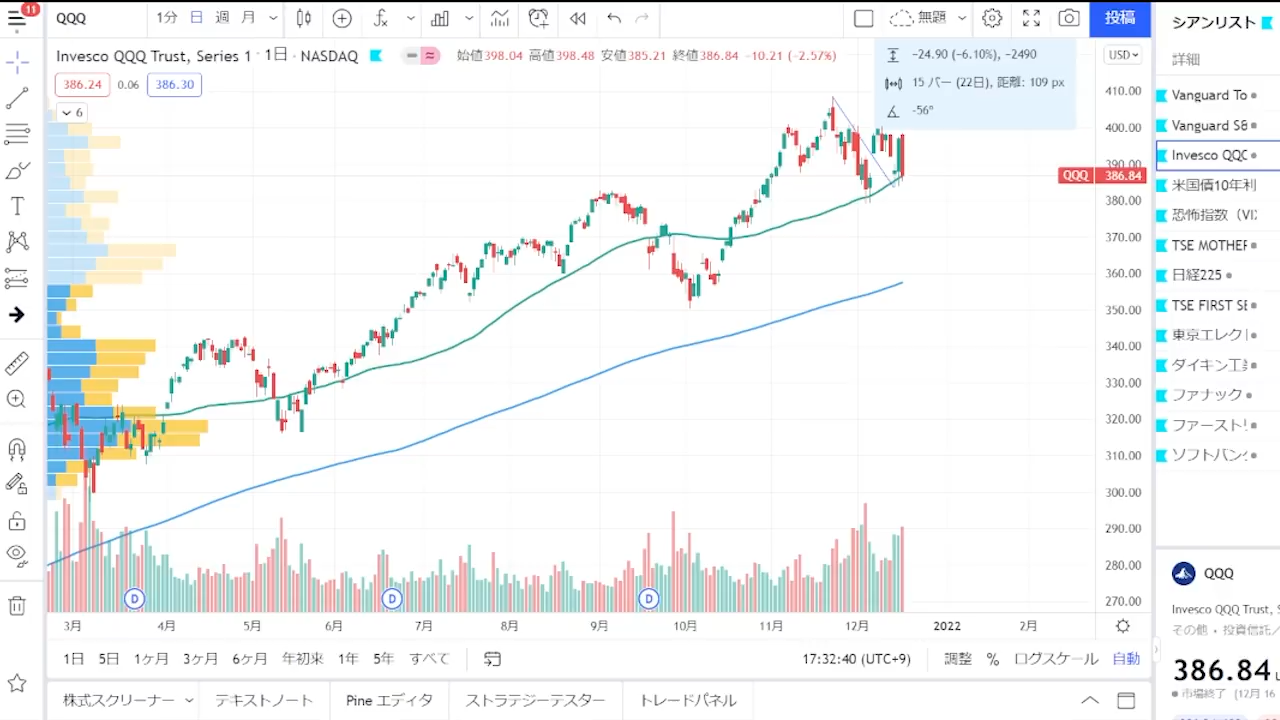 11
QQQ
1分 日 週 月
無題
投稿
シアンリスト
Invesco QQQ Trust, Series 1 · 1日 · NASDAQ
始値398.04 高値398.48 安値385.21 終値386.84 -10.21 (-2.57%)
386.24 0.06 386.30
6
-24.90 (-6.10%), -2490
15 バー (22日), 距離: 109 px
-56°
USD
410.00
400.00
390.00
QQQ 386.84
380.00
370.00
360.00
350.00
340.00
330.00
320.00
310.00
300.00
290.00
280.00
270.00
詳細
Vanguard To
Vanguard S&
Invesco QQQ
米国債10年利
恐怖指数（VI
TSE MOTHER
日経225
TSE FIRST SE
東京エレクト
ダイキン工業
ファナック
ファーストリ
ソフトバンク
D D D
3月 4月 5月 6月 7月 8月 9月 10月 11月 12月 2022 2月
1日 5日 1ヶ月 3ヶ月 6ヶ月 年初来 1年 5年 すべて
17:32:40 (UTC+9) 調整 % ログスケール 自動
株式スクリーナー テキストノート Pine エディタ ストラテジーテスター トレードパネル
QQQ
Invesco QQQ Trust, S
その他・投資信託／
386.84
市場終了 (12月 16